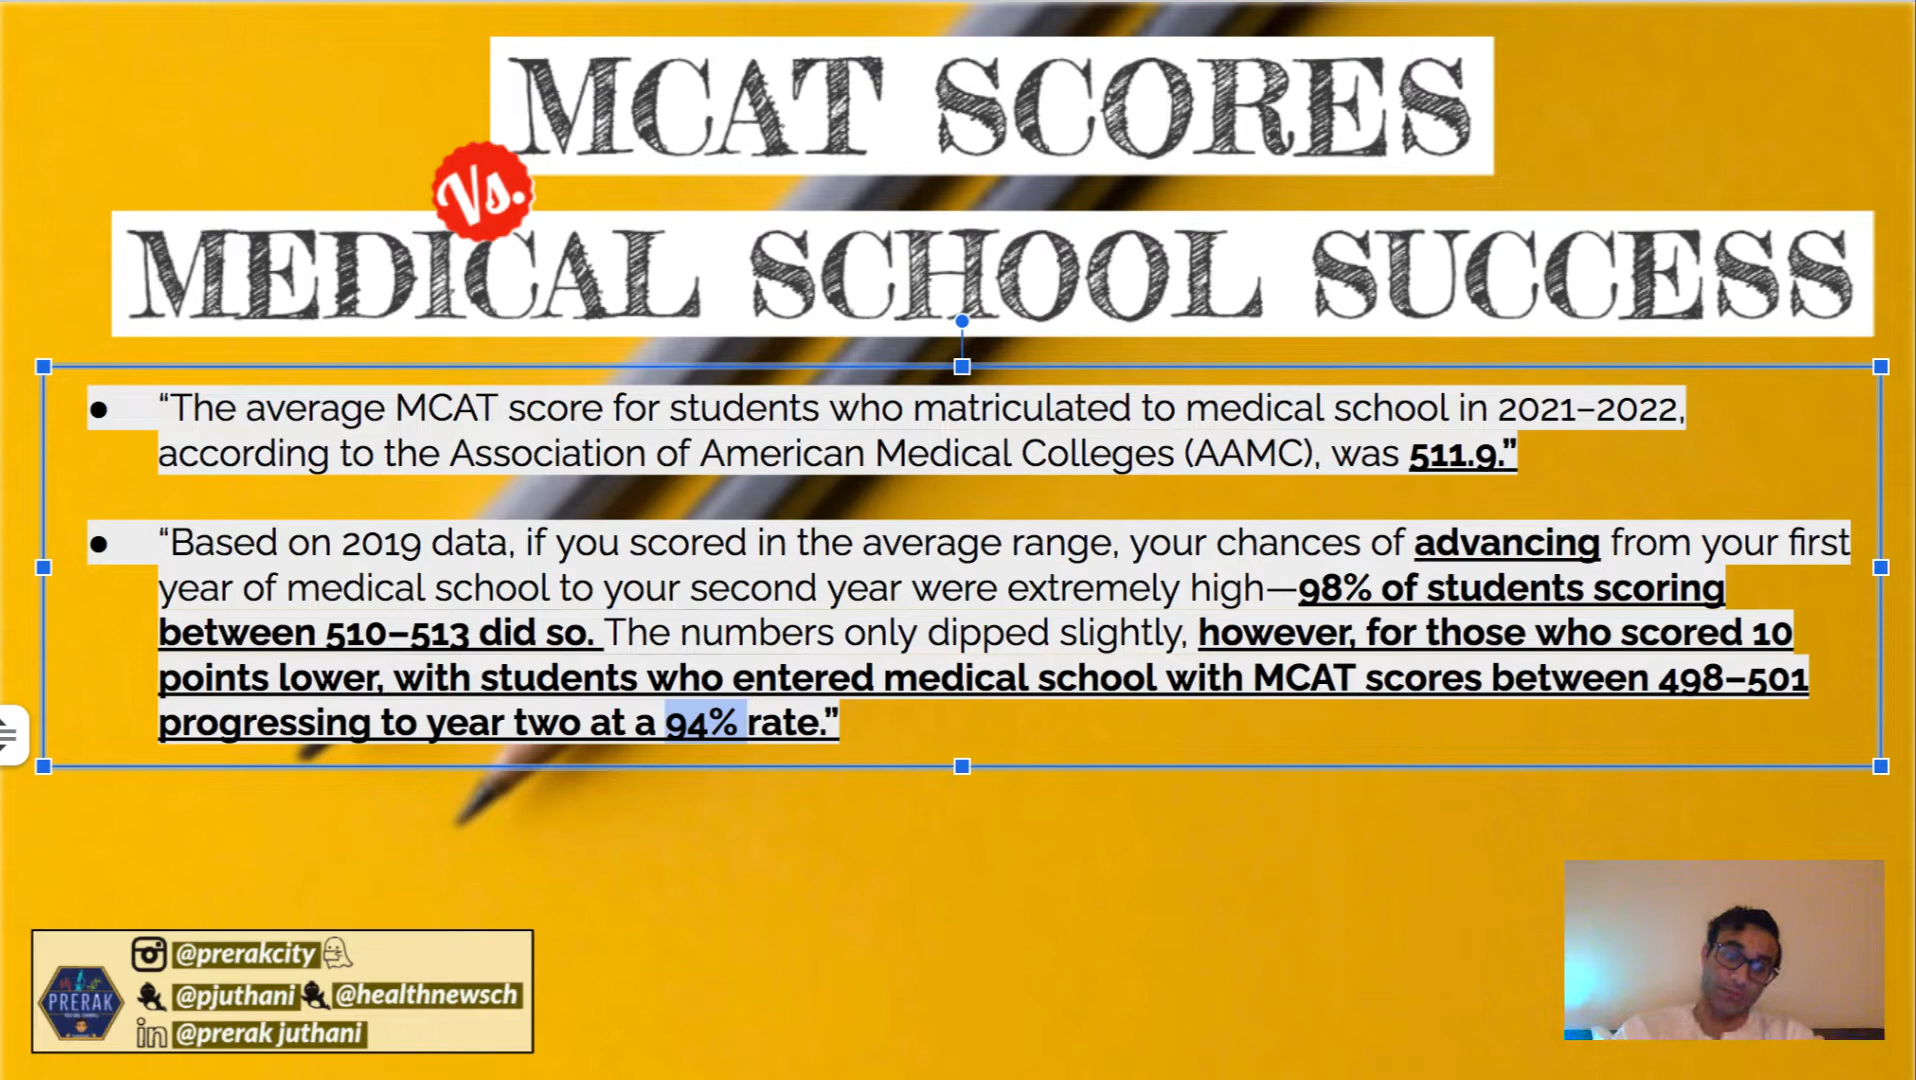 MCAT SCORES
Vs.
MEDICAL SCHOOL SUCCESS
● “The average MCAT score for students who matriculated to medical school in 2021–2022,
according to the Association of American Medical Colleges (AAMC), was 511.9.”
● “Based on 2019 data, if you scored in the average range, your chances of advancing from your first
year of medical school to your second year were extremely high—98% of students scoring
between 510–513 did so. The numbers only dipped slightly, however, for those who scored 10
points lower, with students who entered medical school with MCAT scores between 498–501
progressing to year two at a 94% rate.”
@prerakcity
@pjuthani @healthnewsch
in @prerak juthani
PRERAK